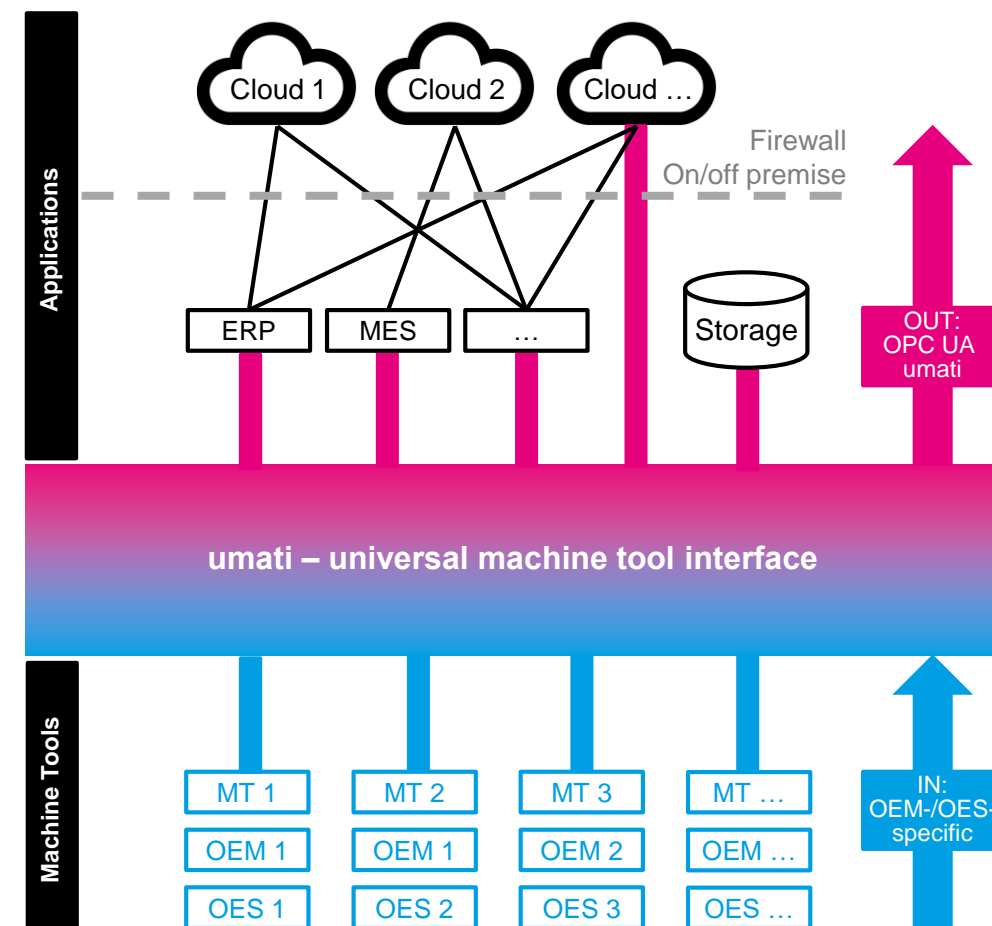 Applications
Cloud 1
Cloud 2
Cloud …
Firewall
On/off premise
ERP
MES
…
Storage
OUT:
OPC UA
umati
umati – universal machine tool interface
Machine Tools
MT 1
MT 2
MT 3
MT …
IN:
OEM-/OES-
specific
OEM 1
OEM 1
OEM 2
OEM …
OES 1
OES 2
OES 3
OES …